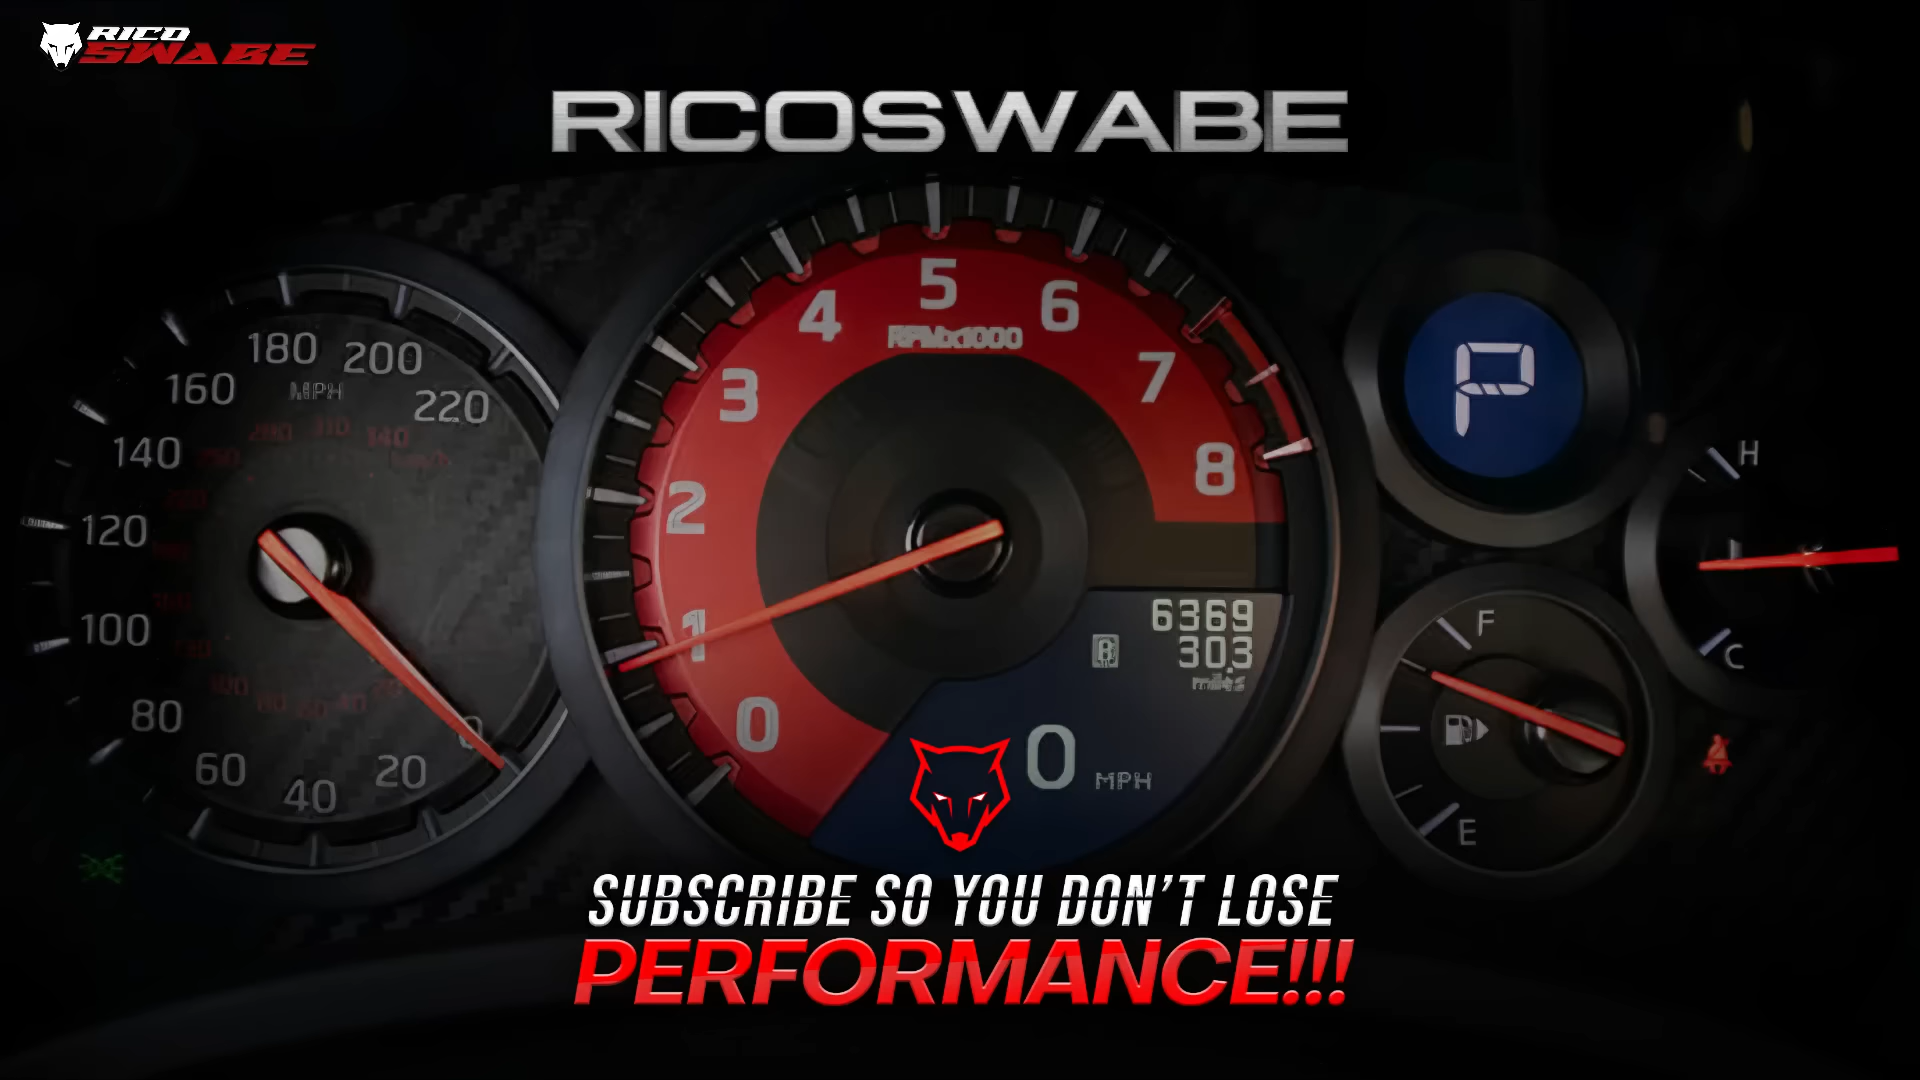 RICO
SWABE
RICOSWABE
180
200
160
MPH
220
140
120
100
80
60
40
20
0
5
4
6
RPMx1000
3
7
8
2
1
0
6369
303
miles
0
MPH
P
H
C
F
E
SUBSCRIBE SO YOU DON'T LOSE
PERFORMANCE!!!